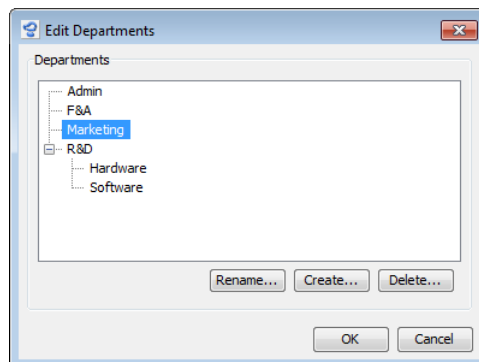 Edit Departments
Departments
Admin
F&A
Marketing
R&D
Hardware
Software
Rename... Create... Delete...
OK Cancel